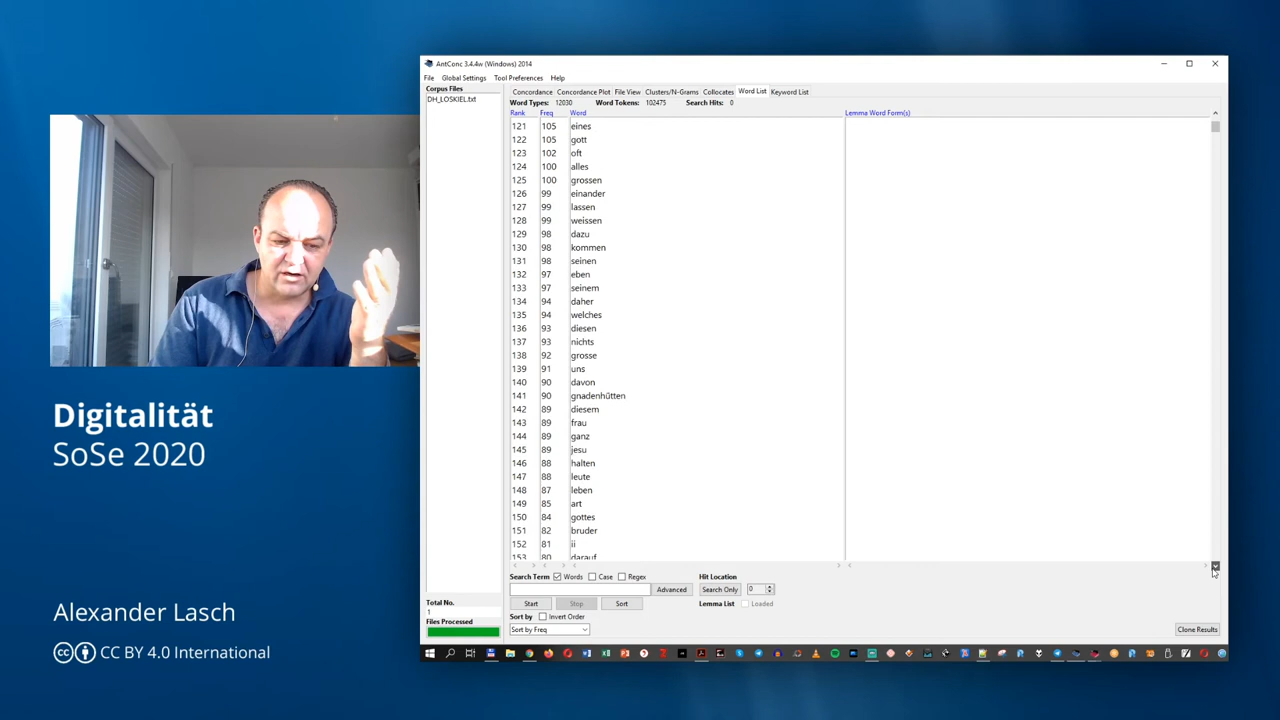 AntConc 3.4.4w (Windows) 2014
File Global Settings Tool Preferences Help
Corpus Files
DH_LOSKIEL.txt
Concordance Concordance Plot File View Clusters/N-Grams Collocates Word List Keyword List
Word Types: 12030 Word Tokens: 102475 Search Hits: 0
Rank Freq Word Lemma Word Form(s)
121 105 eines
122 105 gott
123 102 oft
124 100 alles
125 100 grossen
126 99 einander
127 99 lassen
128 99 weissen
129 98 dazu
130 98 kommen
131 98 seinen
132 97 eben
133 97 seinem
134 94 daher
135 94 welches
136 93 diesen
137 93 nichts
138 92 grosse
139 91 uns
140 90 davon
141 90 gnadenhütten
142 89 diesem
143 89 frau
144 89 ganz
145 89 jesu
146 88 halten
147 88 leute
148 87 leben
149 85 art
150 84 gottes
151 82 bruder
152 81 ii
153 80 darauf
Search Term Words Case Regex Hit Location
Advanced Search Only 0
Start Stop Sort Lemma List Loaded
Sort by Invert Order
Sort by Freq
Clone Results
Total No.
1
Files Processed
Digitalität
SoSe 2020
Alexander Lasch
CC BY 4.0 International